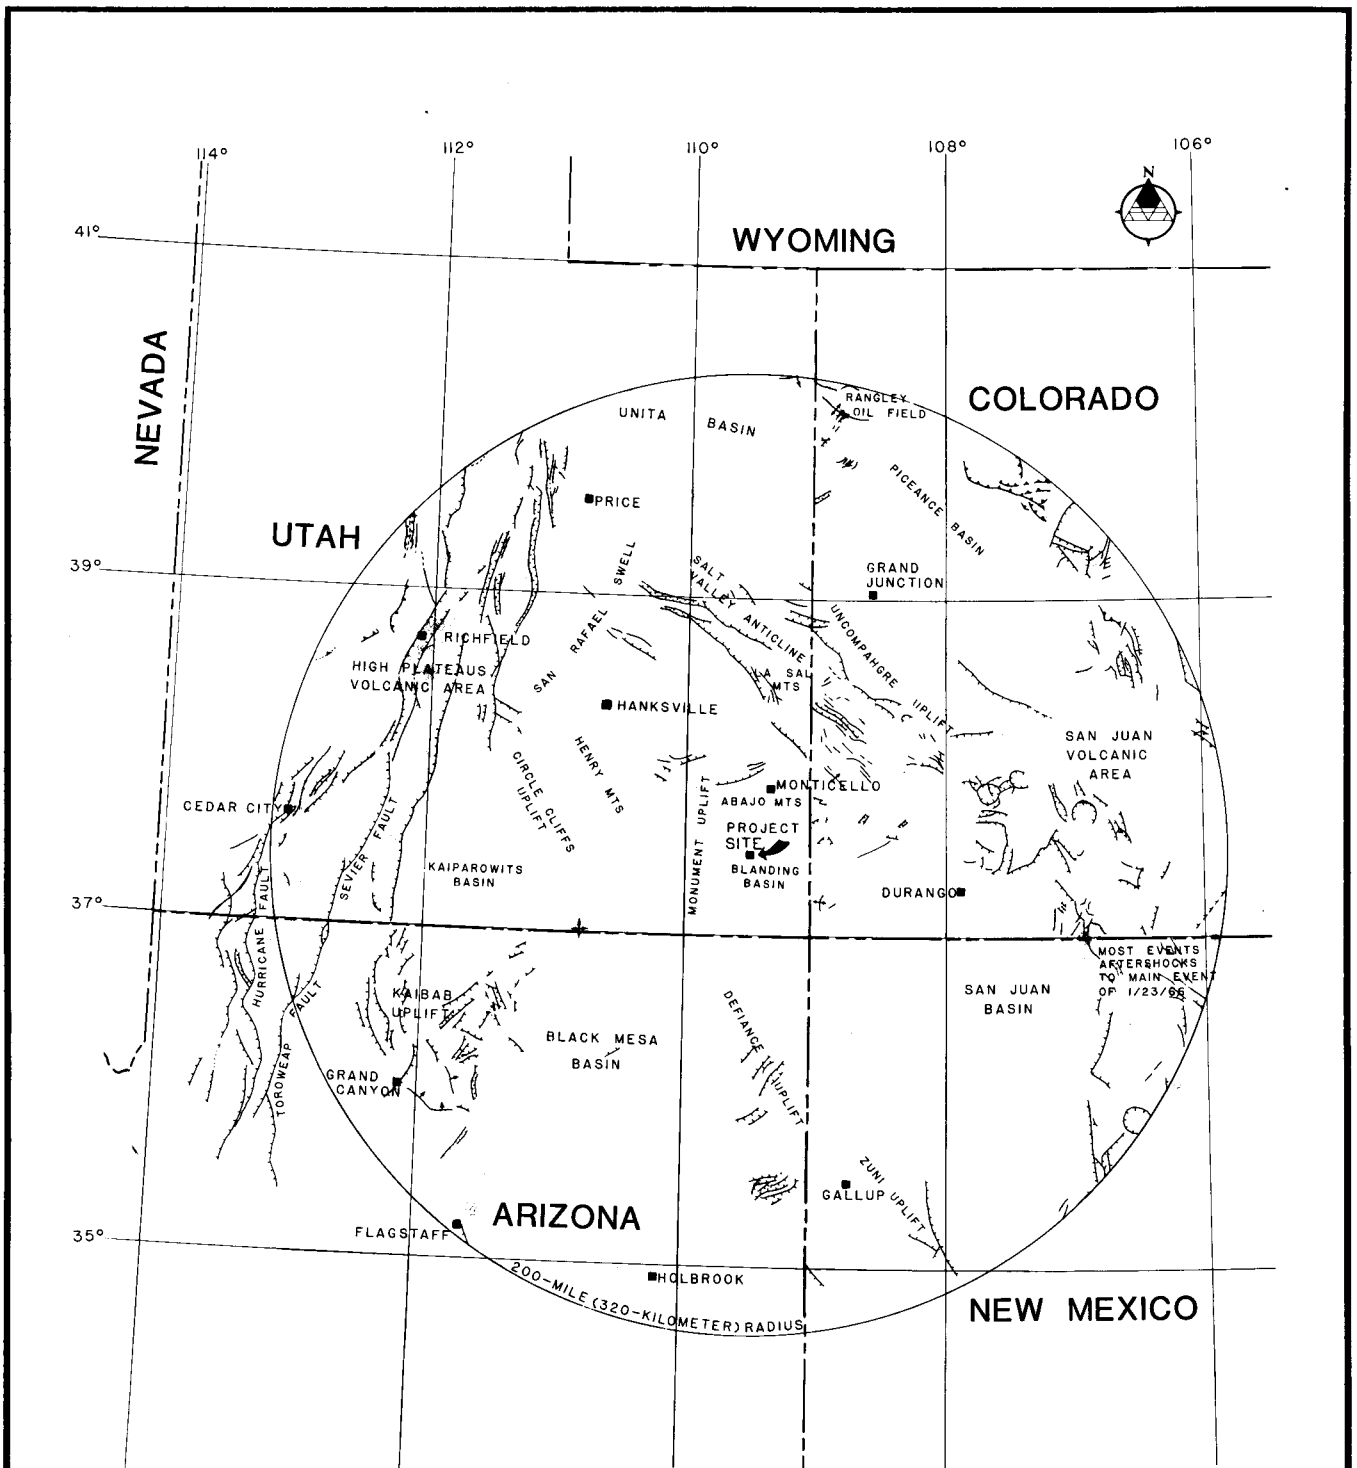 114°
112°
110°
108°
106°
N
41°
WYOMING
NEVADA
COLORADO
RANGLEY
OIL FIELD
UNITA BASIN
PICEANCE BASIN
PRICE
UTAH
SWELL
SAN RAFAEL
SALT
VALLEY ANTICLINE
GRAND
JUNCTION
39°
UNCOMPAHGRE UPLIFT
RICHFIELD
HIGH PLATEAUS
VOLCANIC AREA
LA SAL
MTS
HANKSVILLE
SAN JUAN
VOLCANIC
AREA
HENRY MTS
CIRCLE CLIFFS
UPLIFT
MONTICELLO
ABAJO MTS
MONUMENT UPLIFT
CEDAR CITY
PROJECT
SITE
BLANDING
BASIN
SEVIER FAULT
KAIPAROWITS
BASIN
DURANGO
37°
HURRICANE FAULT
MOST EVENTS
AFTERSHOCKS
TO MAIN EVENT
OF 1/23/66
KAIBAB
UPLIFT
SAN JUAN
BASIN
DEFIANCE UPLIFT
BLACK MESA
BASIN
TOROWEAP FAULT
GRAND
CANYON
ZUNI UPLIFT
GALLUP
ARIZONA
FLAGSTAFF
35°
HOLBROOK
200-MILE (320-KILOMETER) RADIUS
NEW MEXICO